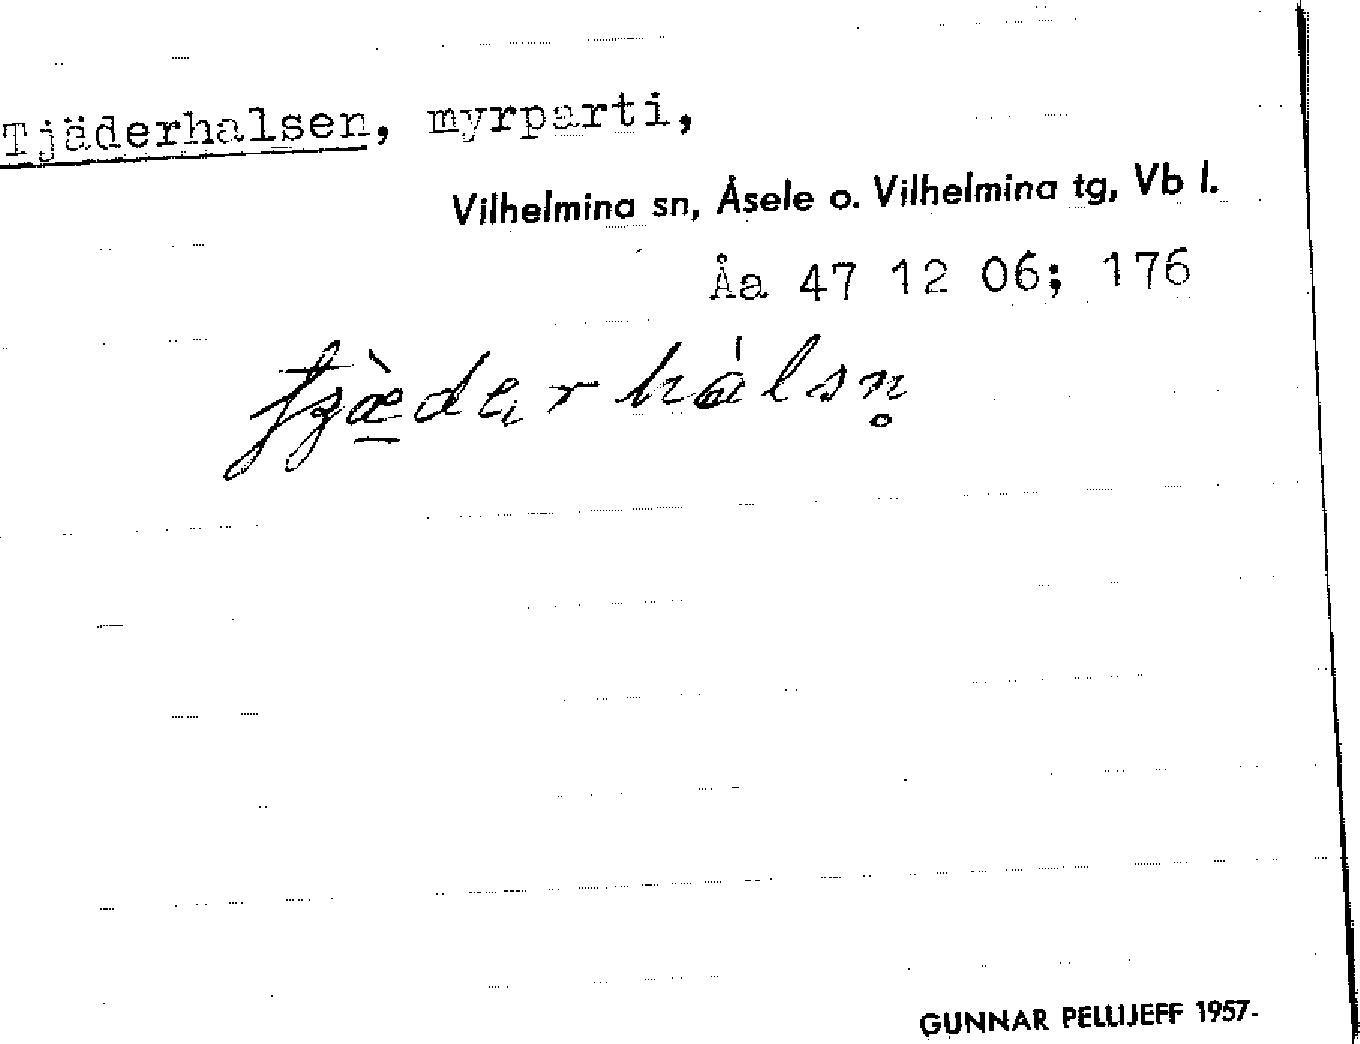 Tjäderhalsen, myrparti,
Vilhelmina sn, Åsele o. Vilhelmina tg, Vb l.
Åa 47 12 06; 176
GUNNAR PELLIJEFF 1957-